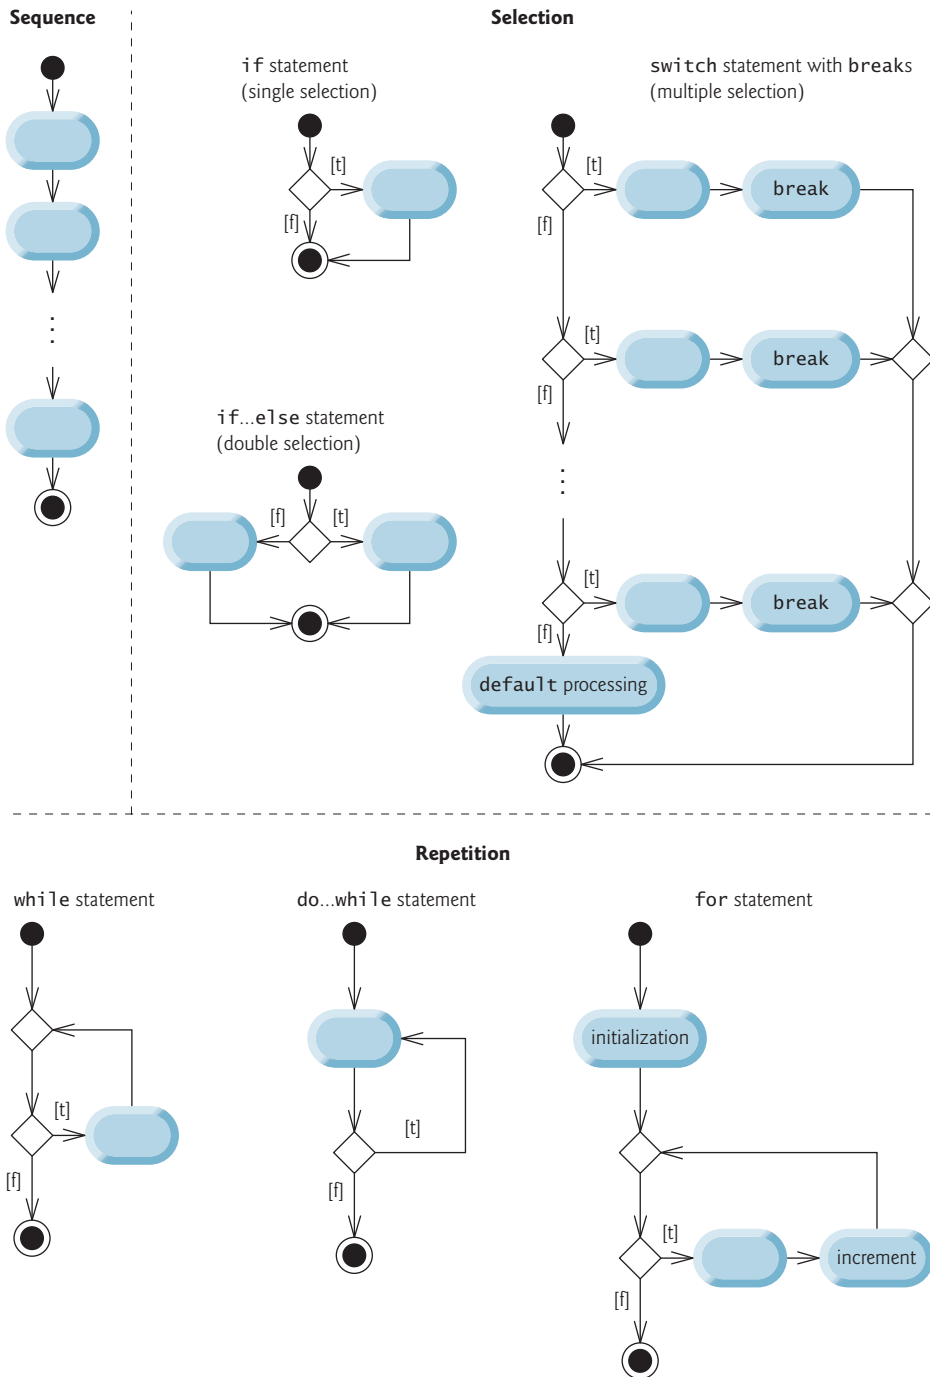 Sequence
Selection
if statement
(single selection)
switch statement with breaks
(multiple selection)
[t]
[f]
[t]
break
[f]
[t]
break
[f]
if...else statement
(double selection)
[f]
[t]
[t]
break
[f]
default processing
Repetition
while statement
do...while statement
for statement
initialization
[t]
[f]
[t]
[f]
[t]
increment
[f]